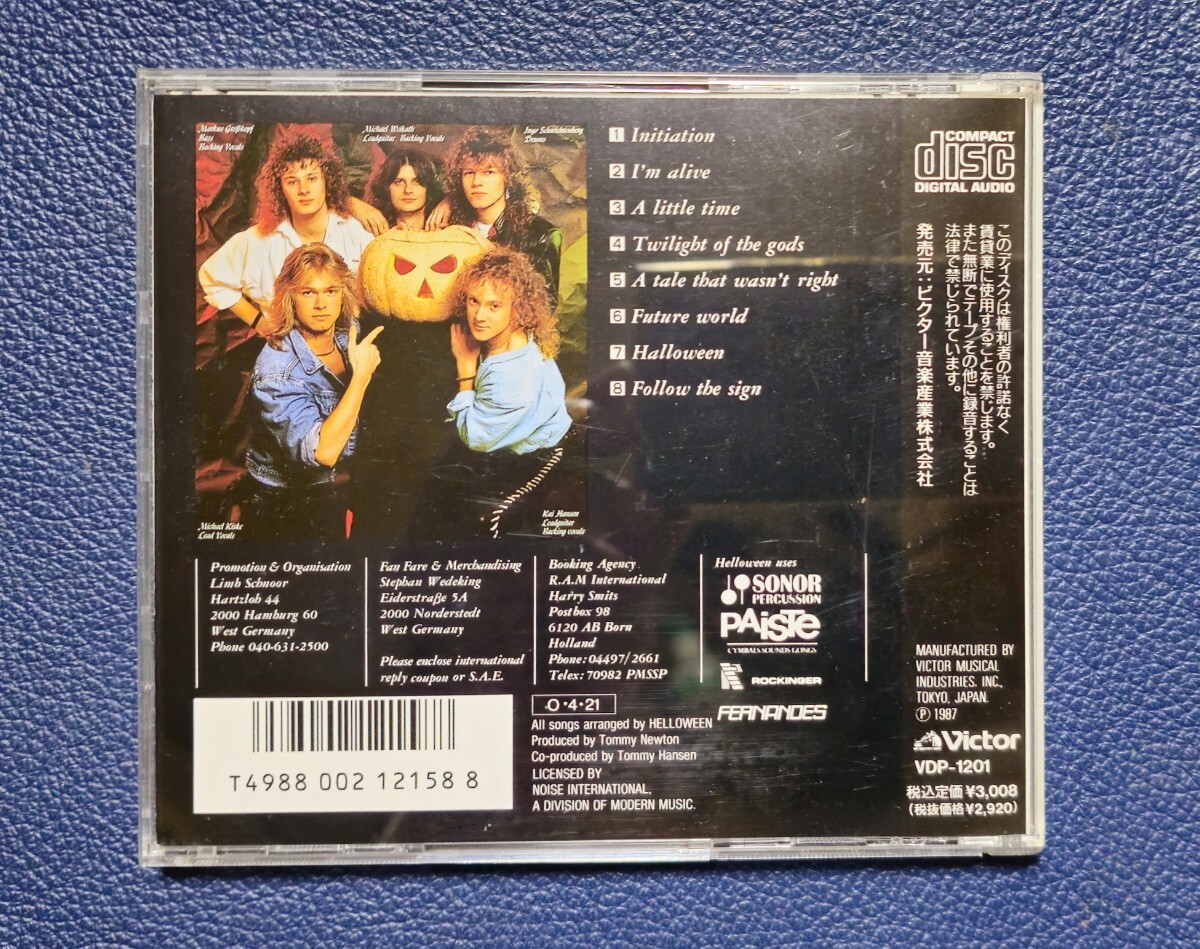 Markus Großkopf
Bass
Backing Vocals
Michael Weikath
Leadguitar Backing Vocals
Ingo Schwichtenberg
Drums
Michael Kiske
Lead Vocals
Kai Hansen
Leadguitar
Backing vocals
1 Initiation
2 I'm alive
3 A little time
4 Twilight of the gods
5 A tale that wasn't right
6 Future world
7 Halloween
8 Follow the sign
COMPACT
disc
DIGITAL AUDIO
このディスクは権利者の許諾なく
賃貸業に使用することを禁じます。
また無断でテープその他に録音することは
法律で禁じられています。
発売元:ビクター音楽産業株式会社
Promotion & Organisation
Limb Schnoor
Hartzloh 44
2000 Hamburg 60
West Germany
Phone 040-631-2500
Fan Fare & Merchandising
Stephan Wedeking
Eiderstraße 5A
2000 Norderstedt
West Germany
Please enclose international
reply coupon or S.A.E.
Booking Agency
R.A.M International
Harry Smits
Postbox 98
6120 AB Born
Holland
Phone: 04497/2661
Telex: 70982 PMSSP
Helloween uses
SONOR
PERCUSSION
PAiSTe
CYMBALS SOUNDS GONGS
ROCKINGER
FERNANDES
T4988 002 12158 8
O·4·21
All songs arranged by HELLOWEEN
Produced by Tommy Newton
Co-produced by Tommy Hansen
LICENSED BY
NOISE INTERNATIONAL,
A DIVISION OF MODERN MUSIC.
MANUFACTURED BY
VICTOR MUSICAL
INDUSTRIES. INC.,
TOKYO, JAPAN.
Ⓟ 1987
Victor
VDP-1201
税込定価¥3,008
(税抜価格¥2,920)